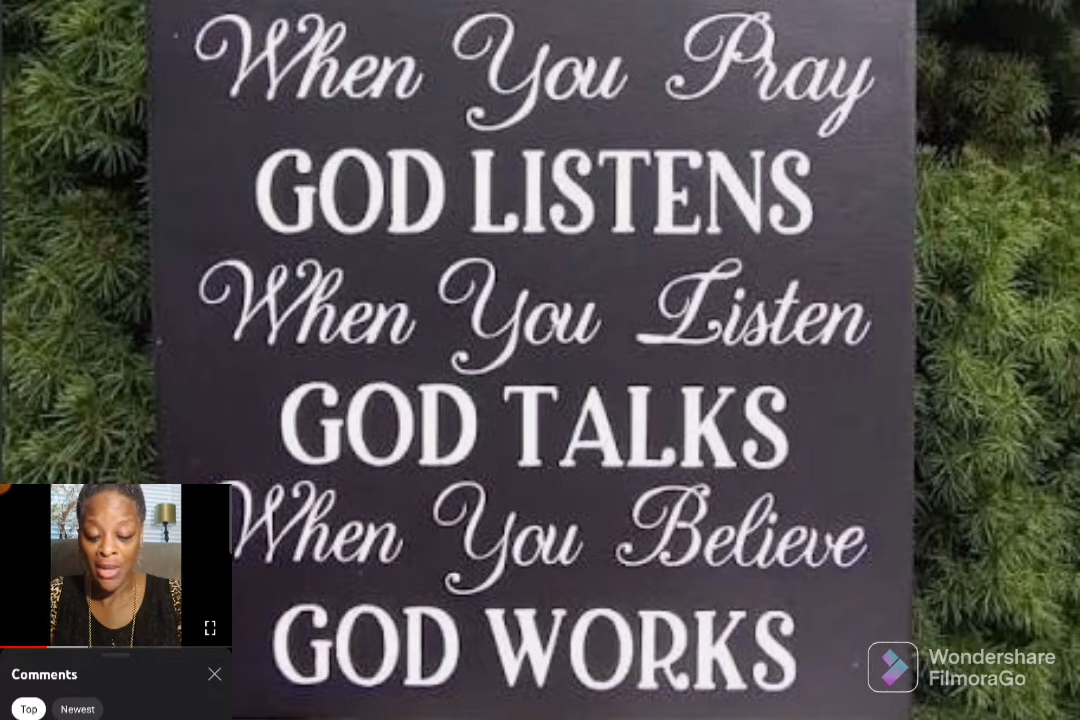 When You Pray
GOD LISTENS
When You Listen
GOD TALKS
When You Believe
GOD WORKS
Comments
Top Newest
Wondershare
FilmoraGo